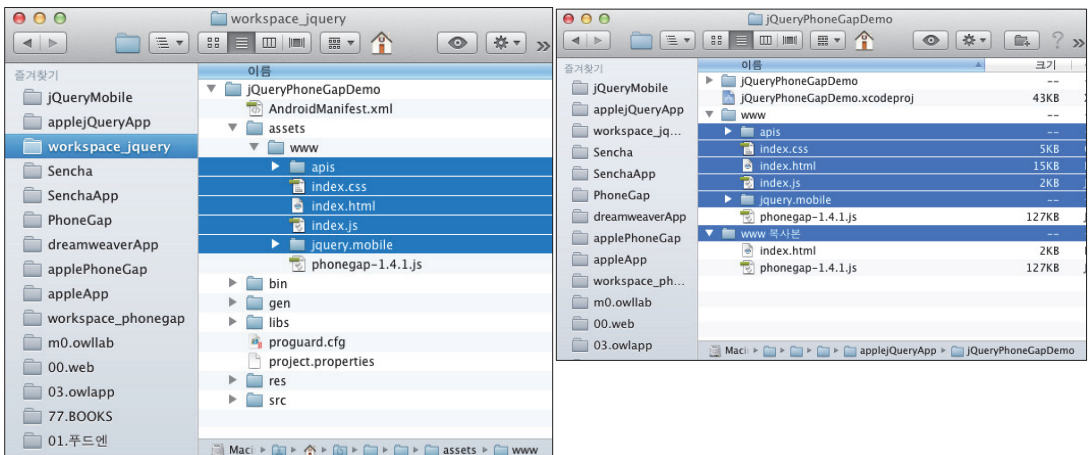 workspace_jquery
즐겨찾기
jQueryMobile
applejQueryApp
workspace_jquery
Sencha
SenchaApp
PhoneGap
dreamweaverApp
applePhoneGap
appleApp
workspace_phonegap
m0.owllab
00.web
03.owlapp
77.BOOKS
01.푸드엔
이름
jQueryPhoneGapDemo
AndroidManifest.xml
assets
www
apis
index.css
index.html
index.js
jquery.mobile
phonegap-1.4.1.js
bin
gen
libs
proguard.cfg
project.properties
res
src
Maci assets www
jQueryPhoneGapDemo
즐겨찾기
jQueryMobile
applejQueryApp
workspace_jq...
Sencha
SenchaApp
PhoneGap
dreamweaverApp
applePhoneGap
appleApp
workspace_ph...
m0.owllab
00.web
03.owlapp
이름 크기
jQueryPhoneGapDemo --
jQueryPhoneGapDemo.xcodeproj 43KB
www --
apis --
index.css 5KB
index.html 15KB
index.js 2KB
jquery.mobile --
phonegap-1.4.1.js 127KB
www 복사본 --
index.html 2KB
phonegap-1.4.1.js 127KB
Maci applejQueryApp jQueryPhoneGapDemo